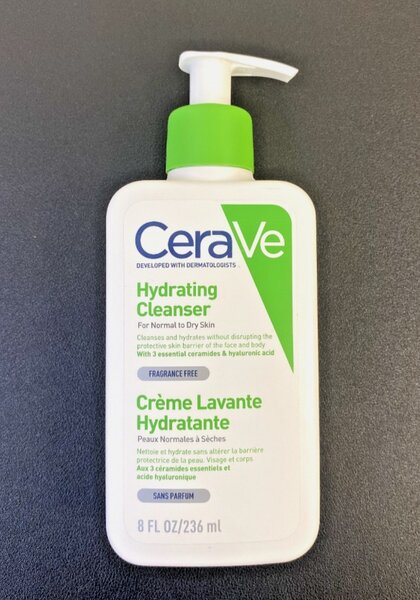 CeraVe
DEVELOPED WITH DERMATOLOGISTS
Hydrating
Cleanser
For Normal to Dry Skin
Cleanses and hydrates without disrupting the
protective skin barrier of the face and body
With 3 essential ceramides & hyaluronic acid
FRAGRANCE FREE
Crème Lavante
Hydratante
Peaux Normales à Sèches
Nettoie et hydrate sans altérer la barrière
protectrice de la peau. Visage et corps
Aux 3 céramides essentiels et
acide hyaluronique
SANS PARFUM
8 FL OZ/236 ml